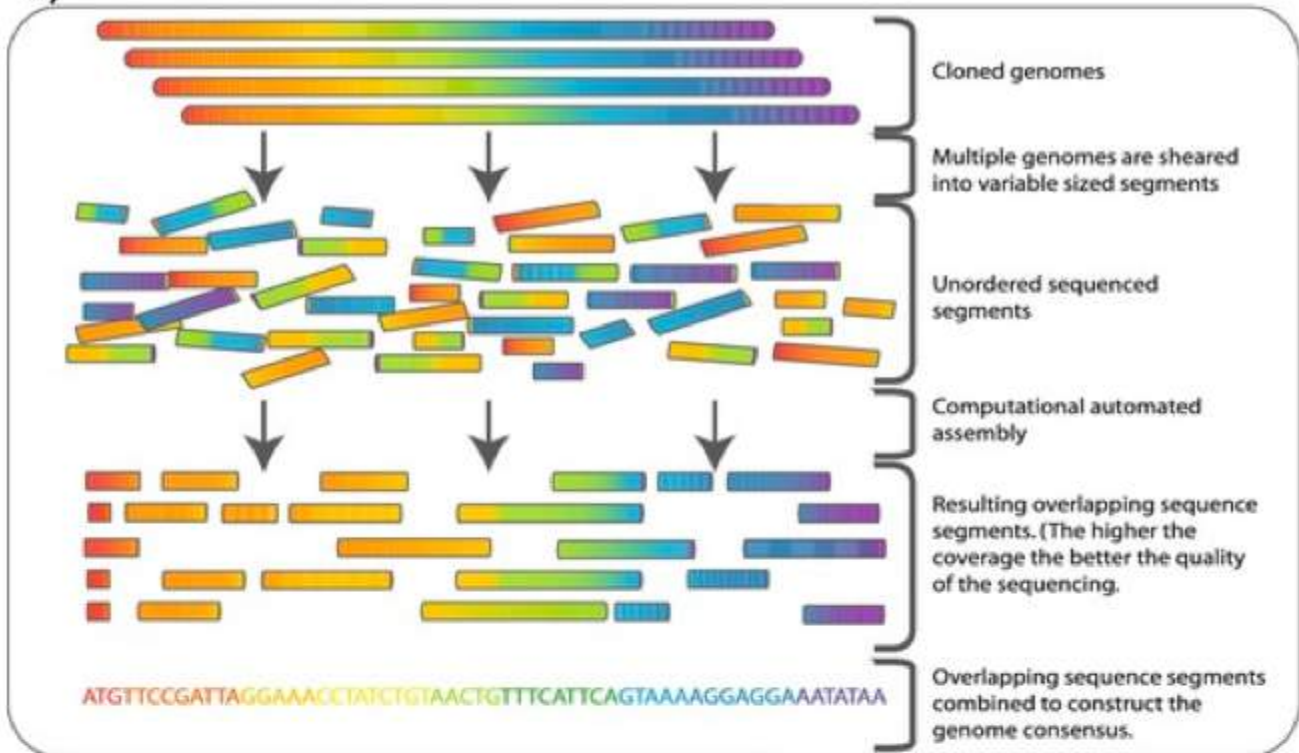 Cloned genomes
Multiple genomes are sheared
into variable sized segments
Unordered sequenced
segments
Computational automated
assembly
Resulting overlapping sequence
segments. (The higher the
coverage the better the quality
of the sequencing.
ATGTTCCGATTAGGAAACCTATCTGTAACTGTTTCATTCAGTAAAAGGAGGAAATATAA
Overlapping sequence segments
combined to construct the
genome consensus.